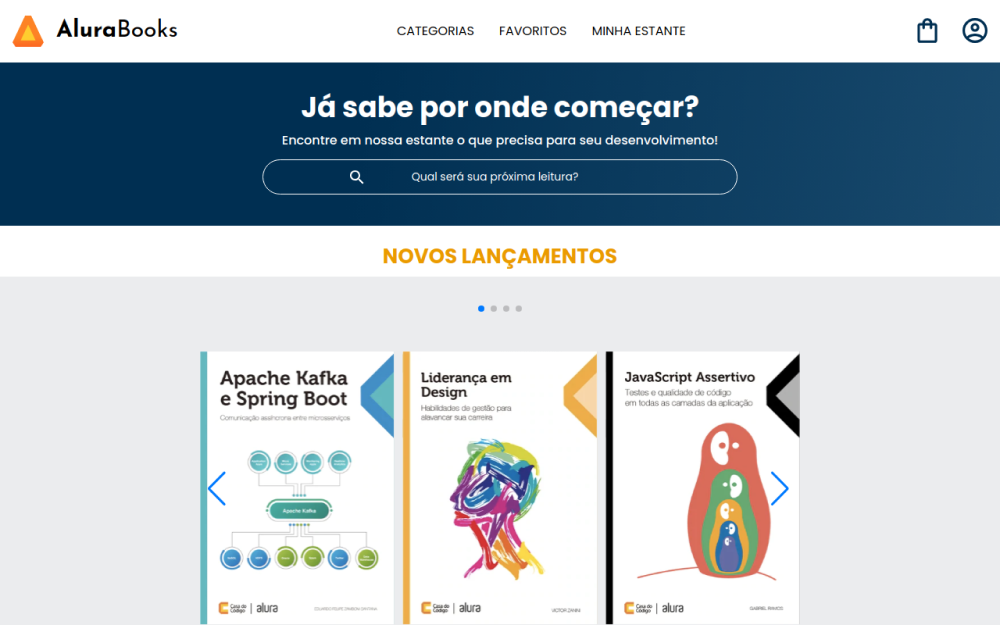 AluraBooks
CATEGORIAS
FAVORITOS
MINHA ESTANTE
Já sabe por onde começar?
Encontre em nossa estante o que precisa para seu desenvolvimento!
Qual será sua próxima leitura?
NOVOS LANÇAMENTOS
Apache Kafka
e Spring Boot
Comunicação assíncrona entre microsserviços
Apache Kafka
Casa do
Código
alura
Liderança em
Design
Habilidades de gestão para
alavancar sua carreira
Casa do
Código
alura
VICTOR ZANINI
JavaScript Assertivo
Testes e qualidade de código
em todas as camadas da aplicação
Casa do
Código
alura
GABRIEL RAMOS